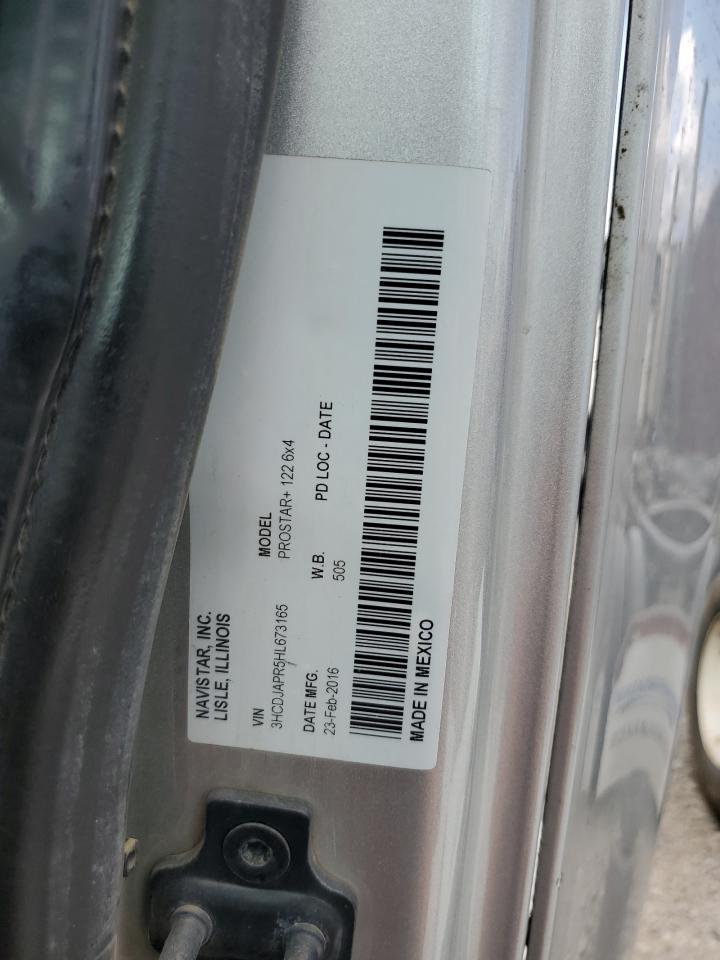 NAVISTAR, INC.
LISLE, ILLINOIS
VIN MODEL
3HCDJAPR5HL673165 PROSTAR+ 122 6x4
DATE MFG. W.B. PD LOC - DATE
23-Feb-2016 505
MADE IN MEXICO